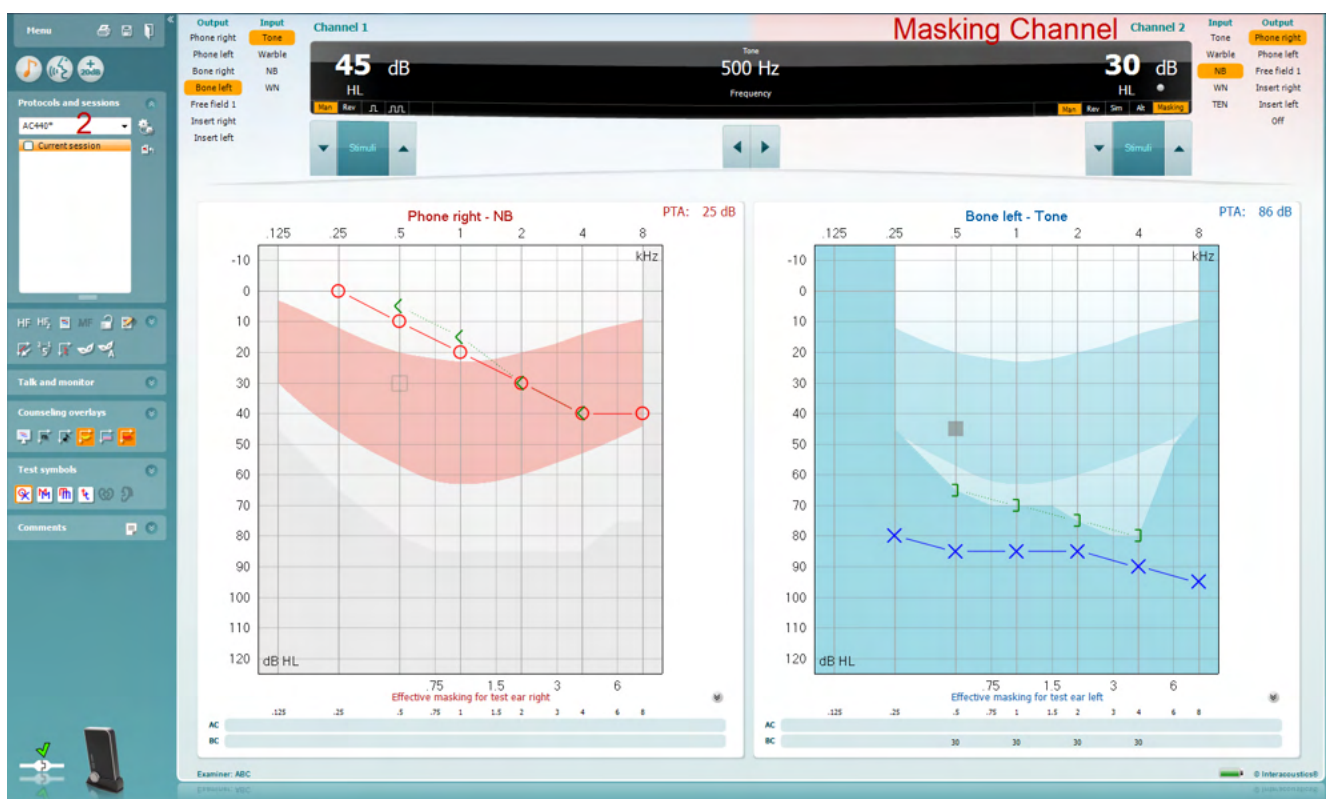 Menu
Protocols and sessions
AC440*
2
Current session
HF MF
Talk and monitor
Counseling overlays
Test symbols
Comments
Output Input
Phone right Tone
Phone left Warble
Bone right NB
Bone left WN
Free field 1
Insert right
Insert left
Channel 1
Masking Channel
Channel 2
45 dB
HL
Man Rev
Tone
500 Hz
Frequency
30 dB
HL
Man Rev Sim Alt Masking
Stimuli
Stimuli
Input Output
Tone Phone right
Warble Phone left
NB Free field 1
WN Insert right
TEN Insert left
Off
Phone right - NB
PTA: 25 dB
.125 .25 .5 1 2 4 8
kHz
-10
0
10
20
30
40
50
60
70
80
90
100
110
120
dB HL
.75 1.5 3 6
Effective masking for test ear right
.125 .25 .5 .75 1 1.5 2 3 4 6 8
AC
BC
Bone left - Tone
PTA: 86 dB
.125 .25 .5 1 2 4 8
kHz
-10
0
10
20
30
40
50
60
70
80
90
100
110
120
dB HL
.75 1.5 3 6
Effective masking for test ear left
.125 .25 .5 .75 1 1.5 2 3 4 6 8
AC
BC 30 30 30 30
Examiner: ABC
© Interacoustics®